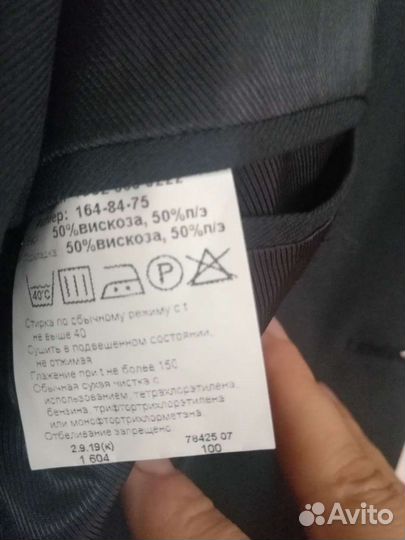 164-84-75
50%вискоза, 50%п/э
50%вискоза, 50%п/э
40°C P
Стирка по обычному режиму с t
не выше 40
Сушить в подвешенном состоянии,
не отжимая
Глажение при t не более 150
Обычная сухая чистка с
использованием, тетрахлорэтилена,
бензина, трифтортрихлорэтилена
или монофтортрихлорметана.
Отбеливание запрещено.
2.9.19(к) 78425 07
1 604 100
Avito